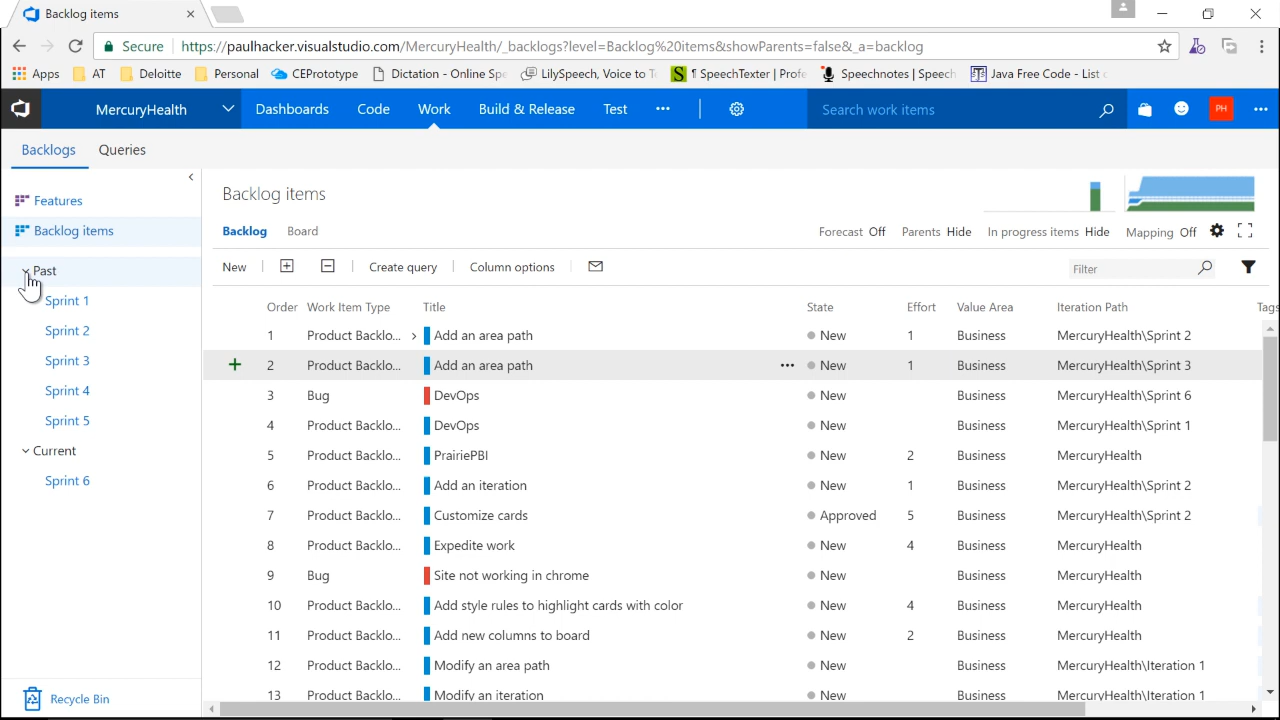 Backlog items
Secure https://paulhacker.visualstudio.com/MercuryHealth/_backlogs?level=Backlog%20items&showParents=false&_a=backlog
Apps AT Deloitte Personal CEPrototype Dictation - Online Spe LilySpeech, Voice to T ¶ SpeechTexter | Profe Speechnotes | Speech Java Free Code - List
MercuryHealth Dashboards Code Work Build & Release Test ••• Search work items PH •••
Backlogs Queries
Features
Backlog items
Past
Sprint 1
Sprint 2
Sprint 3
Sprint 4
Sprint 5
Current
Sprint 6
Recycle Bin
Backlog items
Backlog Board Forecast Off Parents Hide In progress items Hide Mapping Off
New Create query Column options Filter
Order Work Item Type Title State Effort Value Area Iteration Path Tags
1 Product Backlo... Add an area path New 1 Business MercuryHealth\Sprint 2
2 Product Backlo... Add an area path ••• New 1 Business MercuryHealth\Sprint 3
3 Bug DevOps New Business MercuryHealth\Sprint 6
4 Product Backlo... DevOps New Business MercuryHealth\Sprint 1
5 Product Backlo... PrairiePBI New 2 Business MercuryHealth
6 Product Backlo... Add an iteration New 1 Business MercuryHealth\Sprint 2
7 Product Backlo... Customize cards Approved 5 Business MercuryHealth\Sprint 2
8 Product Backlo... Expedite work New 4 Business MercuryHealth
9 Bug Site not working in chrome New Business MercuryHealth
10 Product Backlo... Add style rules to highlight cards with color New 4 Business MercuryHealth
11 Product Backlo... Add new columns to board New 2 Business MercuryHealth
12 Product Backlo... Modify an area path New Business MercuryHealth\Iteration 1
13 Product Backlo... Modify an iteration New Business MercuryHealth\Iteration 1